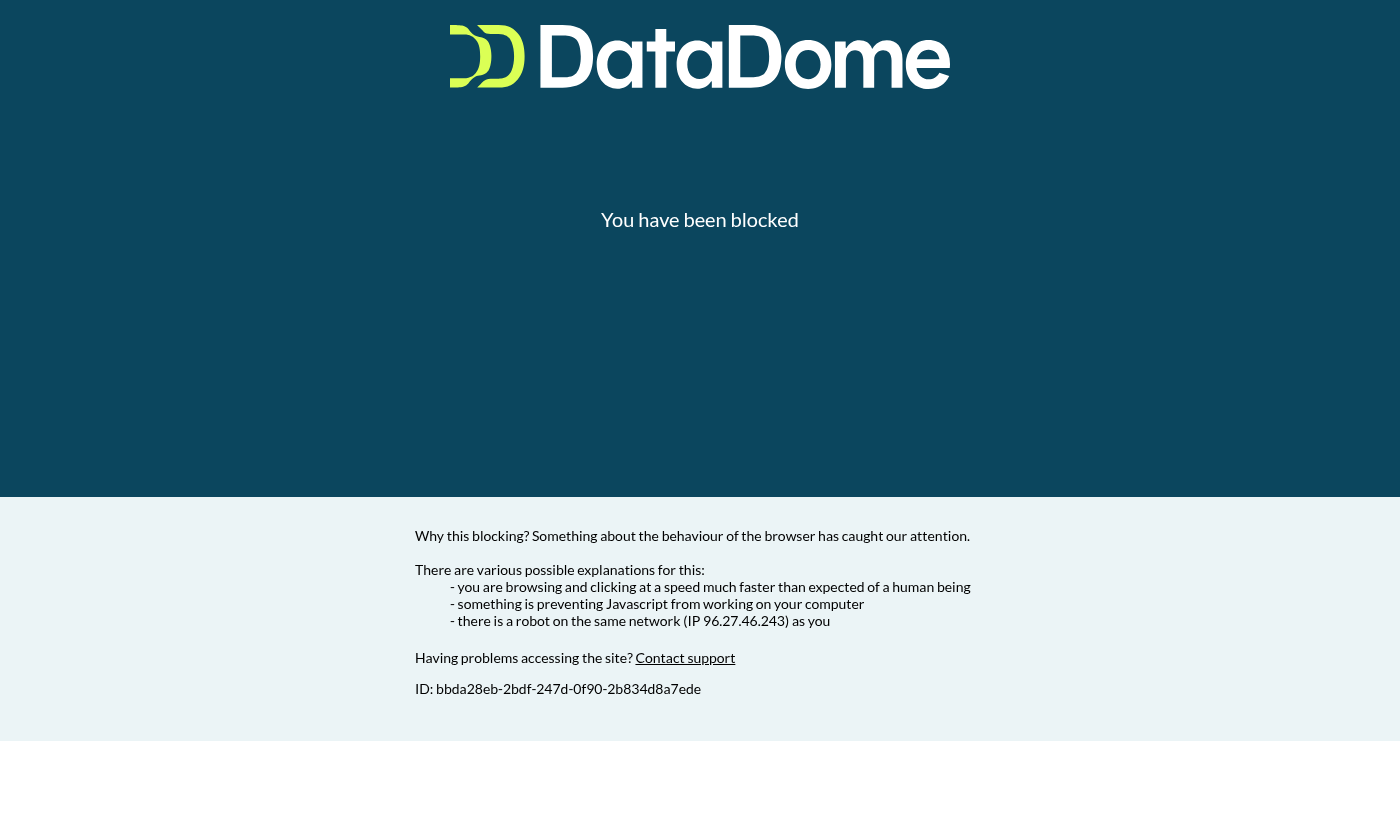 DataDome
You have been blocked
Why this blocking? Something about the behaviour of the browser has caught our attention.
There are various possible explanations for this:
- you are browsing and clicking at a speed much faster than expected of a human being
- something is preventing Javascript from working on your computer
- there is a robot on the same network (IP 96.27.46.243) as you
Having problems accessing the site? Contact support
ID: bbda28eb-2bdf-247d-0f90-2b834d8a7ede